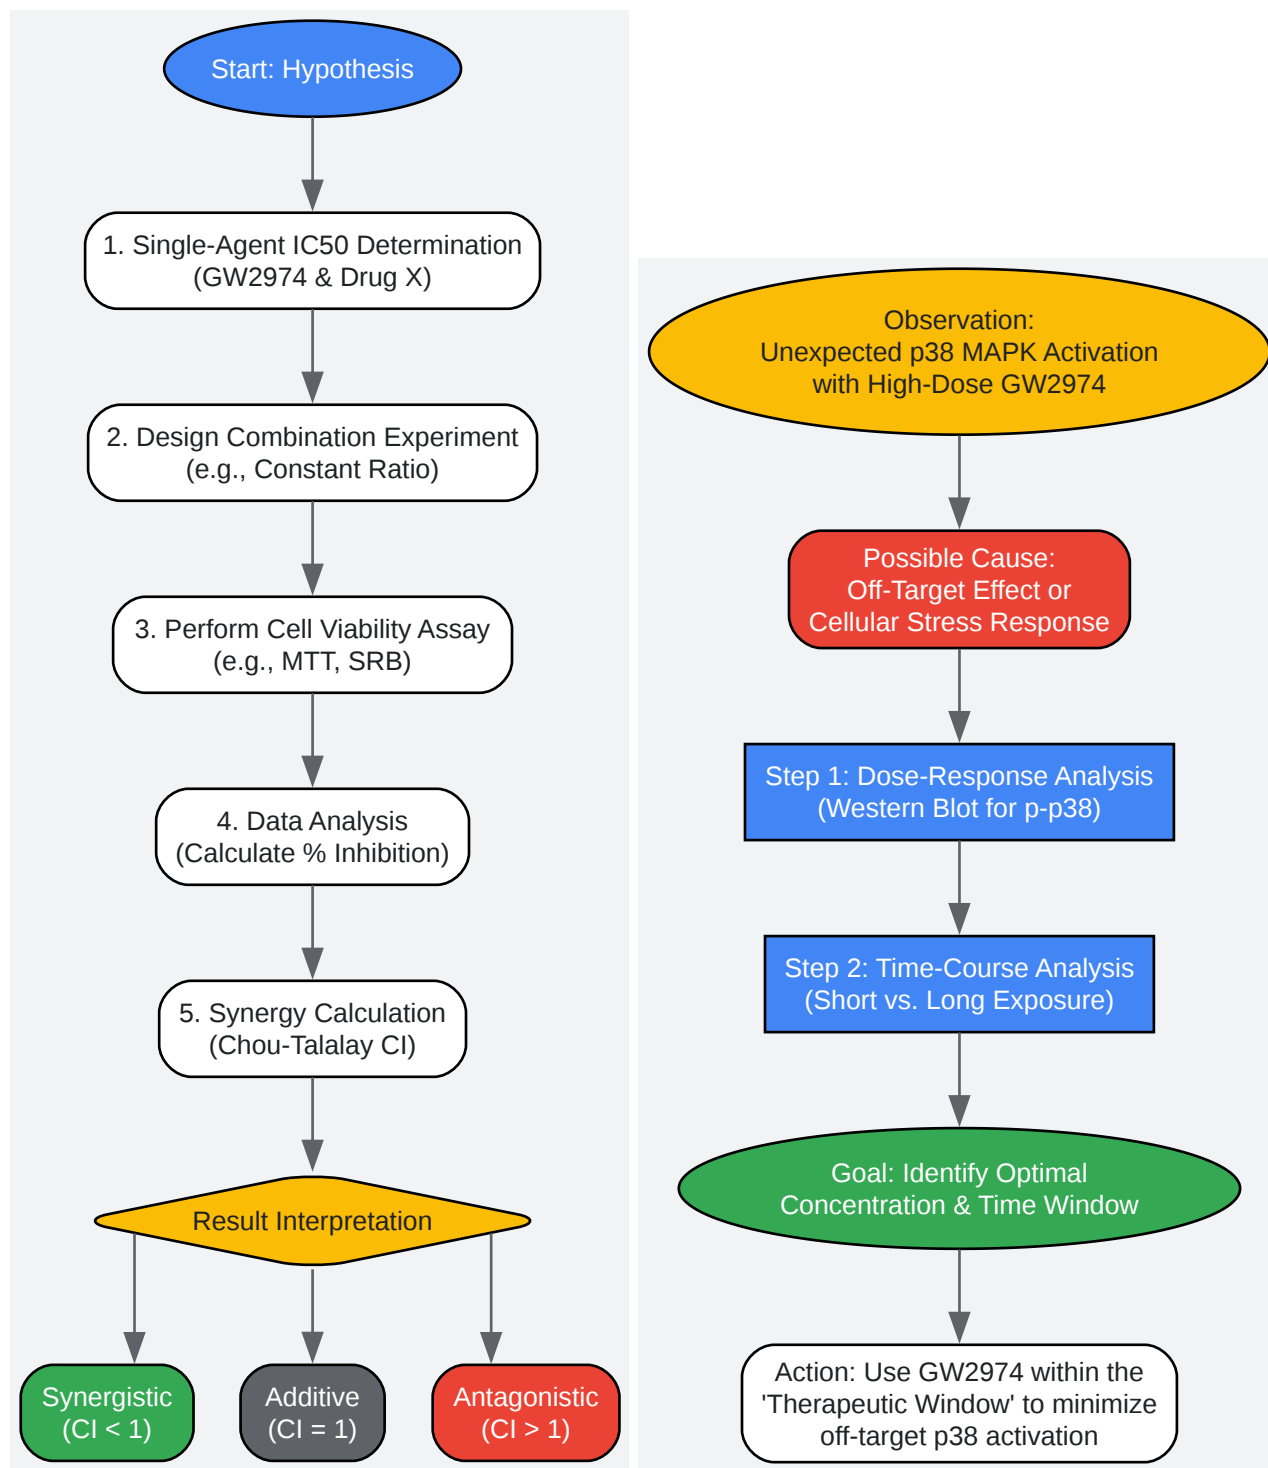 Start: Hypothesis
1. Single-Agent IC50 Determination
(GW2974 & Drug X)
2. Design Combination Experiment
(e.g., Constant Ratio)
3. Perform Cell Viability Assay
(e.g., MTT, SRB)
4. Data Analysis
(Calculate % Inhibition)
5. Synergy Calculation
(Chou-Talalay CI)
Result Interpretation
Synergistic
(CI < 1)
Additive
(CI = 1)
Antagonistic
(CI > 1)
Observation:
Unexpected p38 MAPK Activation
with High-Dose GW2974
Possible Cause:
Off-Target Effect or
Cellular Stress Response
Step 1: Dose-Response Analysis
(Western Blot for p-p38)
Step 2: Time-Course Analysis
(Short vs. Long Exposure)
Goal: Identify Optimal
Concentration & Time Window
Action: Use GW2974 within the
'Therapeutic Window' to minimize
off-target p38 activation